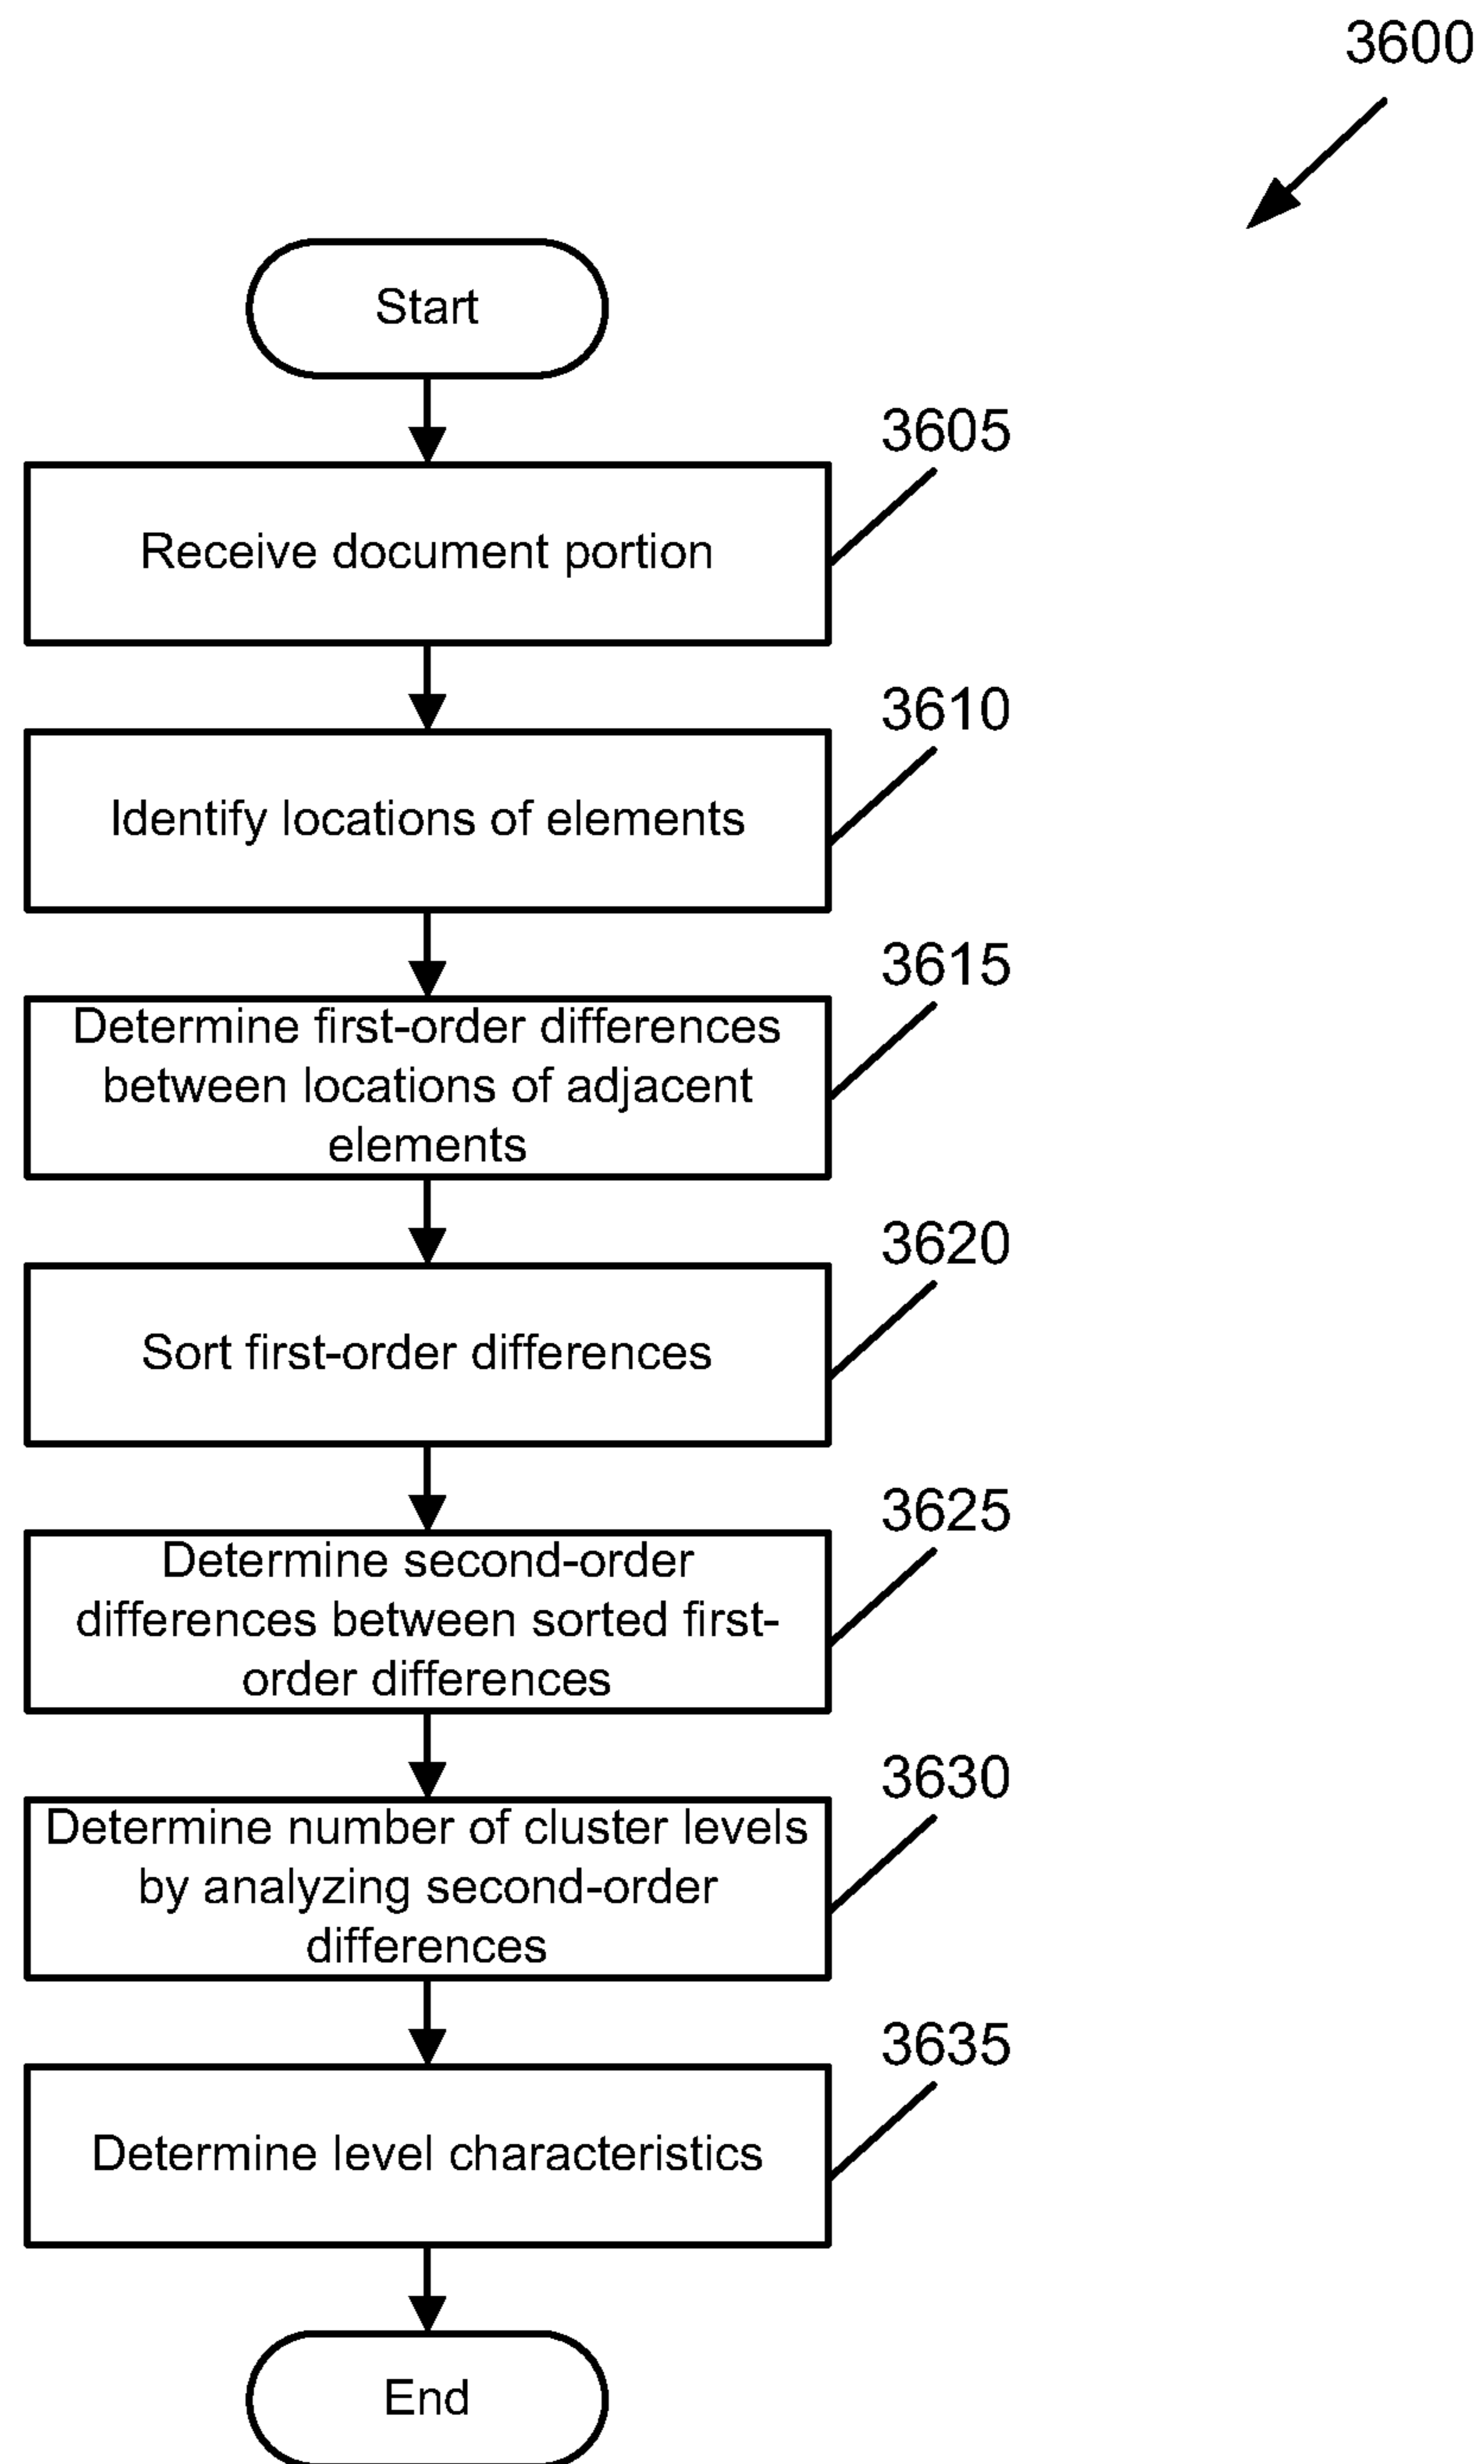 3600
Start
3605
Receive document portion
3610
Identify locations of elements
3615
Determine first-order differences
between locations of adjacent
elements
3620
Sort first-order differences
3625
Determine second-order
differences between sorted first-
order differences
3630
Determine number of cluster levels
by analyzing second-order
differences
3635
Determine level characteristics
End